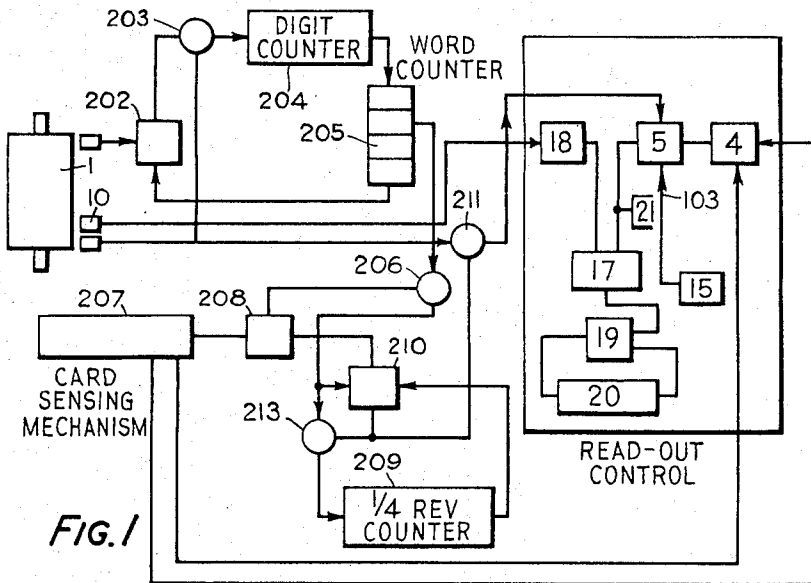 203
DIGIT
COUNTER
204
WORD
COUNTER
202
205
1
10
18
5
4
211
103
21
206
17
15
207
208
19
210
20
CARD
SENSING
MECHANISM
213
READ-OUT
CONTROL
209
1/4 REV
COUNTER
FIG. 1